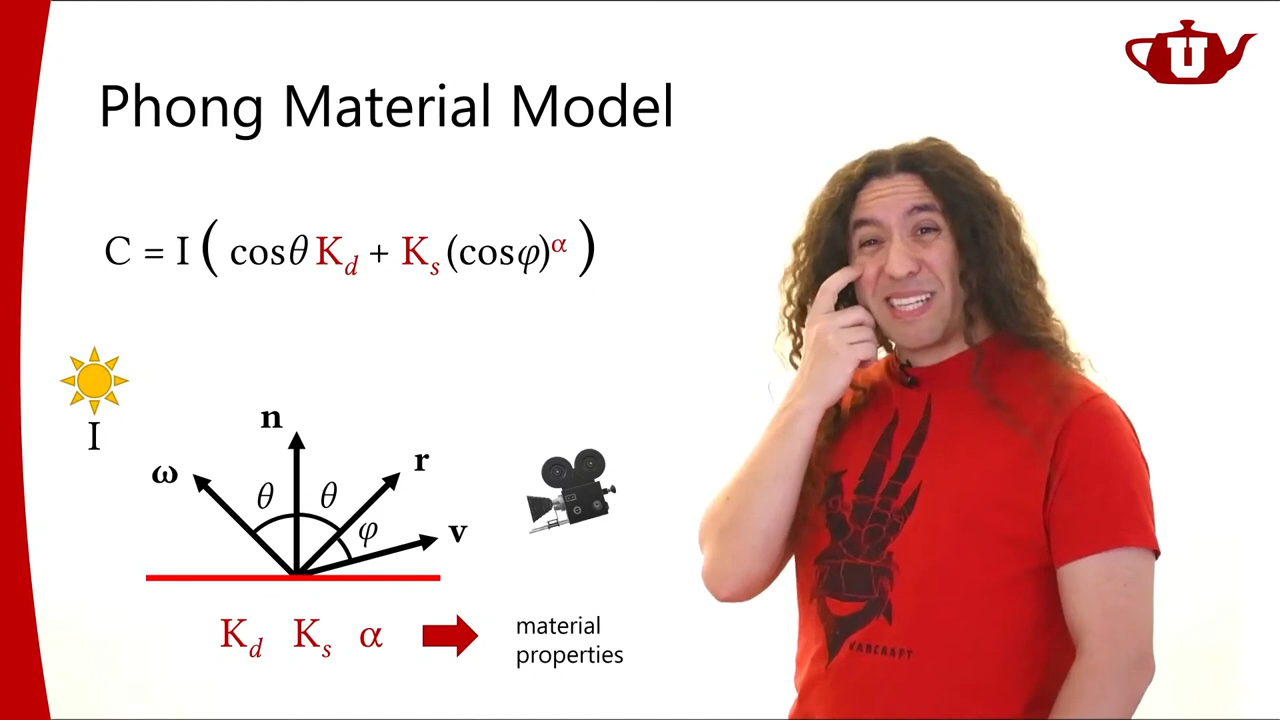 U
Phong Material Model
C = I ( cosθ K_d + K_s (cosφ)^α )
I
n
ω
r
θ
θ
φ
v
K_d K_s α
material
properties
WARCRAFT